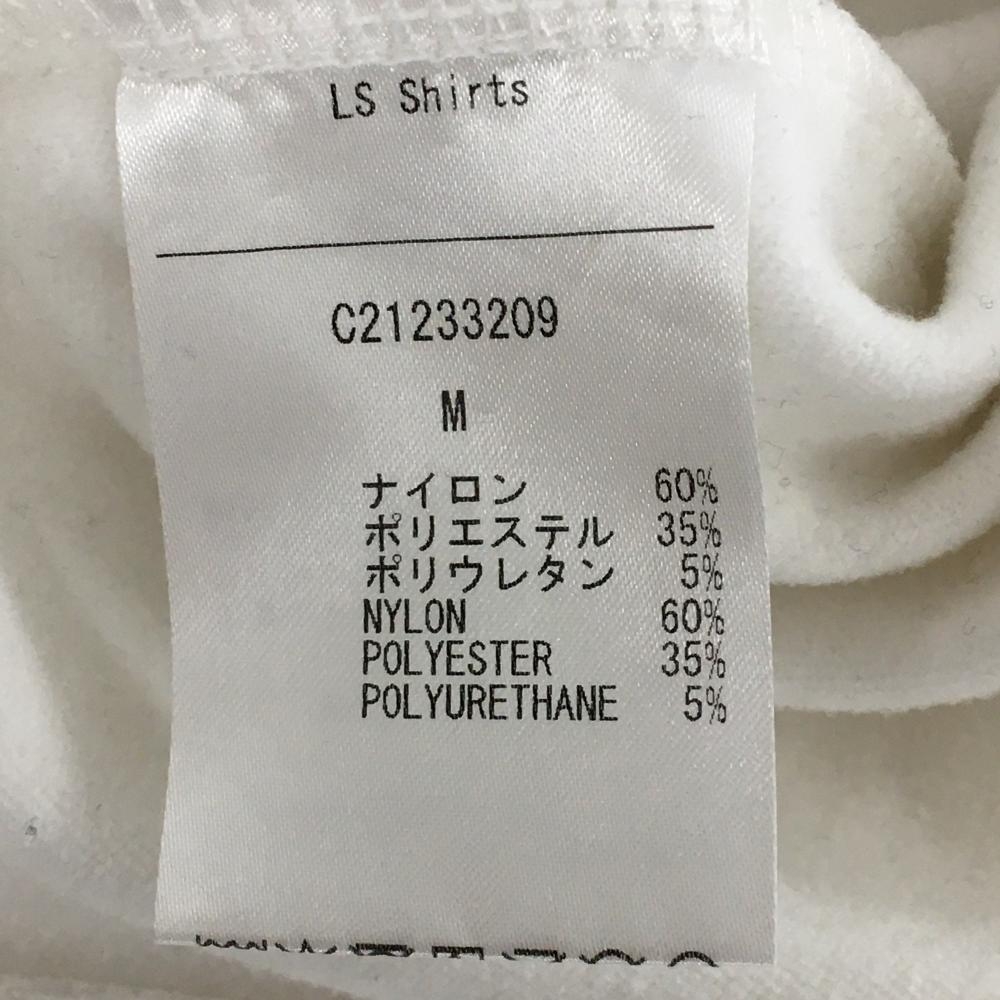 LS Shirts
C21233209
M
ナイロン 60%
ポリエステル 35%
ポリウレタン 5%
NYLON 60%
POLYESTER 35%
POLYURETHANE 5%